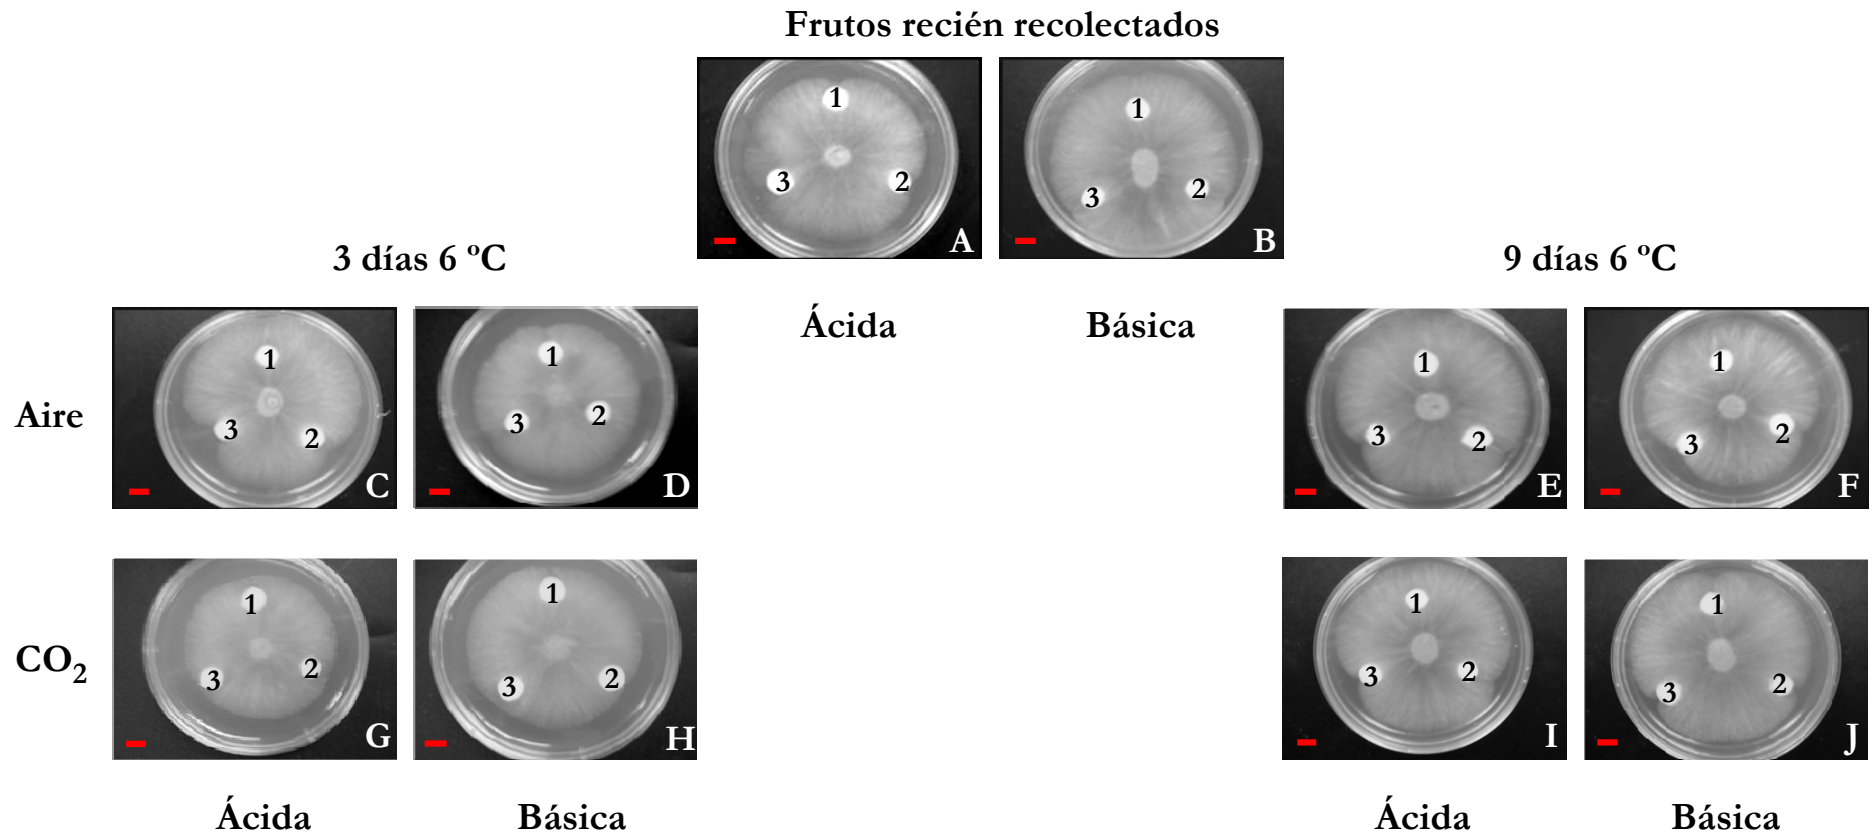 Frutos recién recolectados
1
3
2
A
1
3
2
B
Ácida
Básica
3 días 6 ºC
9 días 6 ºC
Aire
1
3
2
C
1
3
2
D
1
3
2
E
1
3
2
F
CO₂
1
3
2
G
1
3
2
H
1
3
2
I
1
3
2
J
Ácida
Básica
Ácida
Básica